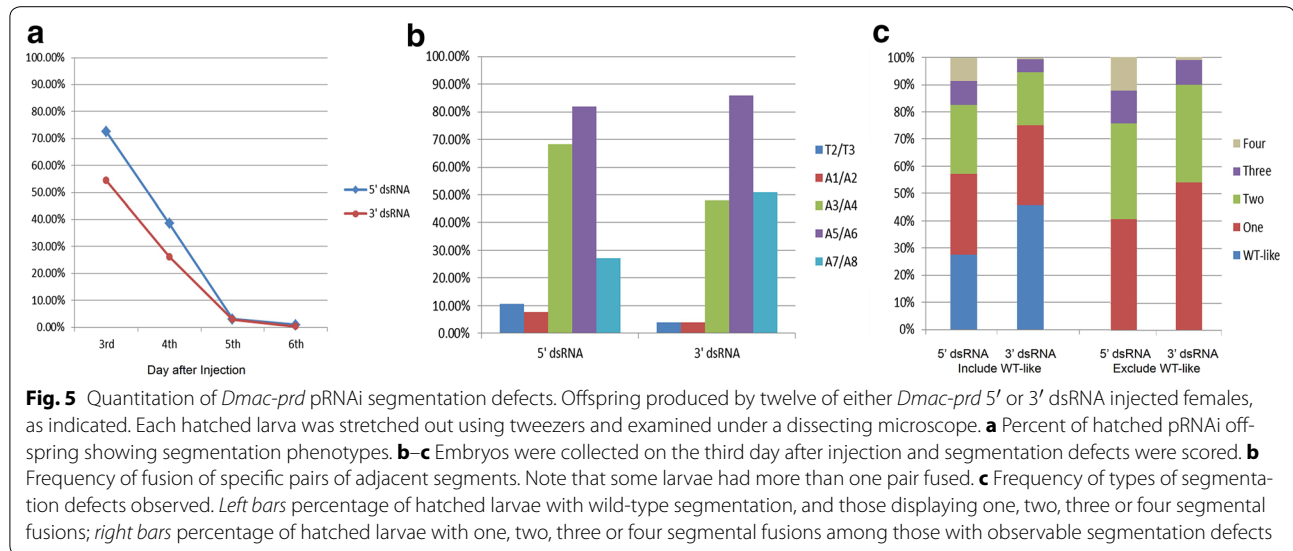 a
100.00%
90.00%
80.00%
70.00%
60.00%
50.00%
40.00%
30.00%
20.00%
10.00%
0.00%
3rd 4th 5th 6th
Day after Injection
5' dsRNA
3' dsRNA
b
100.00%
90.00%
80.00%
70.00%
60.00%
50.00%
40.00%
30.00%
20.00%
10.00%
0.00%
5' dsRNA 3' dsRNA
T2/T3
A1/A2
A3/A4
A5/A6
A7/A8
c
100%
90%
80%
70%
60%
50%
40%
30%
20%
10%
0%
5' dsRNA 3' dsRNA 5' dsRNA 3' dsRNA
Include WT-like Exclude WT-like
Four
Three
Two
One
WT-like
Fig. 5 Quantitation of Dmac-prd pRNAi segmentation defects. Offspring produced by twelve of either Dmac-prd 5′ or 3′ dsRNA injected females,
as indicated. Each hatched larva was stretched out using tweezers and examined under a dissecting microscope. a Percent of hatched pRNAi off-
spring showing segmentation phenotypes. b–c Embryos were collected on the third day after injection and segmentation defects were scored. b
Frequency of fusion of specific pairs of adjacent segments. Note that some larvae had more than one pair fused. c Frequency of types of segmenta-
tion defects observed. Left bars percentage of hatched larvae with wild-type segmentation, and those displaying one, two, three or four segmental
fusions; right bars percentage of hatched larva with one, two, three or four segmental fusions among those with observable segmentation defects